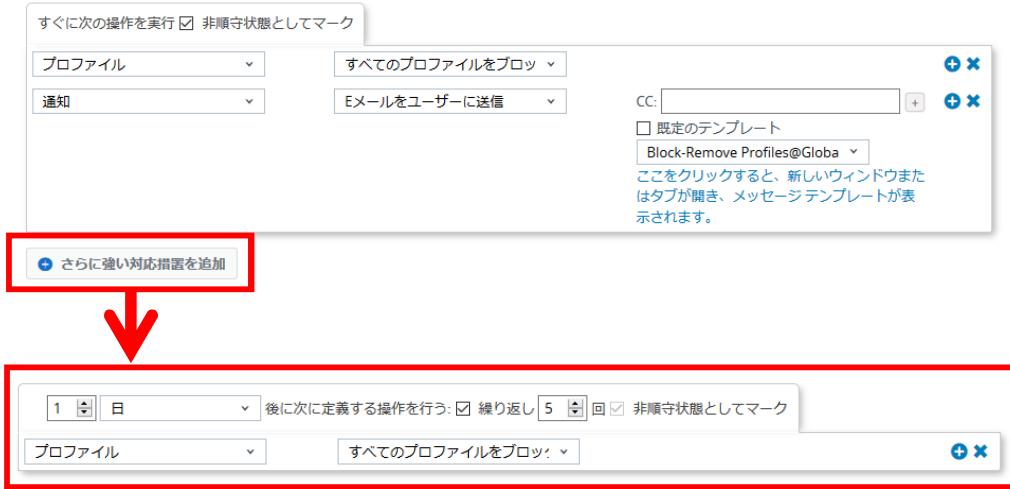 すぐに次の操作を実行 非順守状態としてマーク
プロファイル すべてのプロファイルをブロッ
通知 Eメールをユーザーに送信 CC:
既定のテンプレート
Block-Remove Profiles@Globa
ここをクリックすると、新しいウィンドウまた
はタブが開き、メッセージ テンプレートが表
示されます。
さらに強い対応措置を追加
1 日 後に次に定義する操作を行う: 繰り返し 5 回 非順守状態としてマーク
プロファイル すべてのプロファイルをブロッ